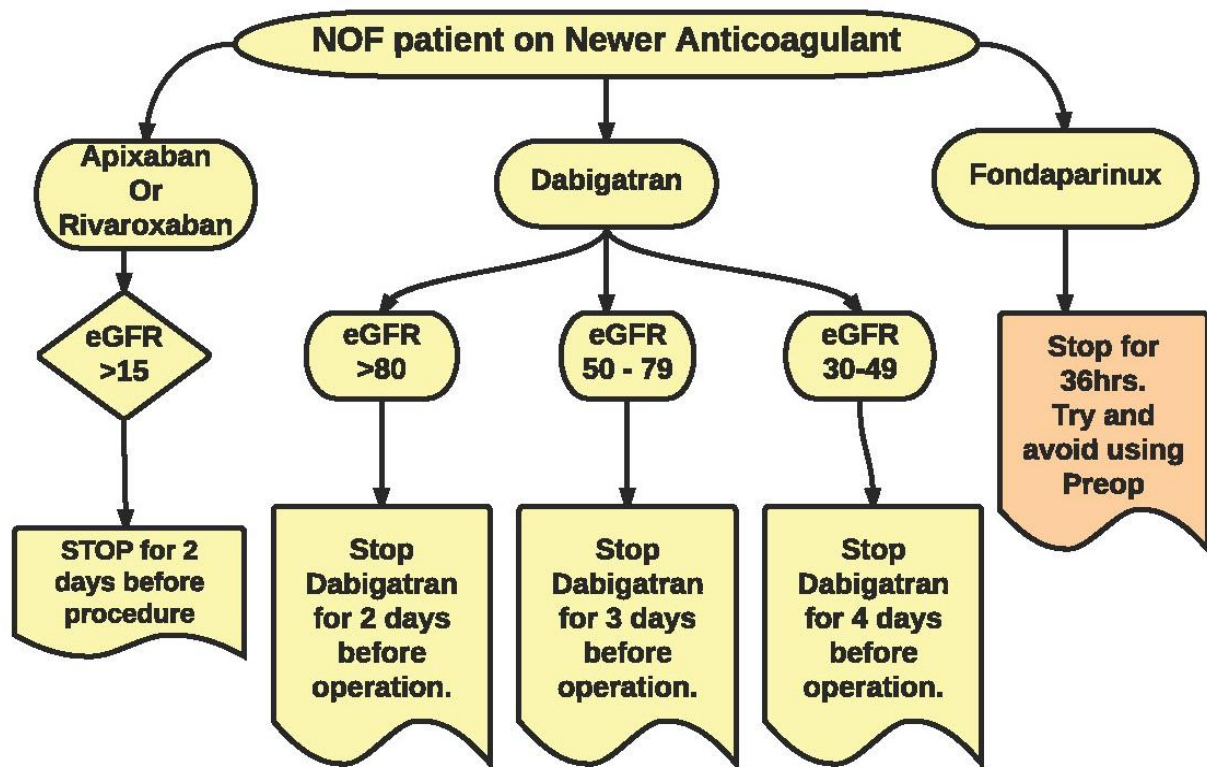 NOF patient on Newer Anticoagulant
Apixaban
Or
Rivaroxaban
Dabigatran
Fondaparinux
eGFR
>15
eGFR
>80
eGFR
50 - 79
eGFR
30-49
Stop for
36hrs.
Try and
avoid using
Preop
STOP for 2
days before
procedure
Stop
Dabigatran
for 2 days
before
operation.
Stop
Dabigatran
for 3 days
before
operation.
Stop
Dabigatran
for 4 days
before
operation.